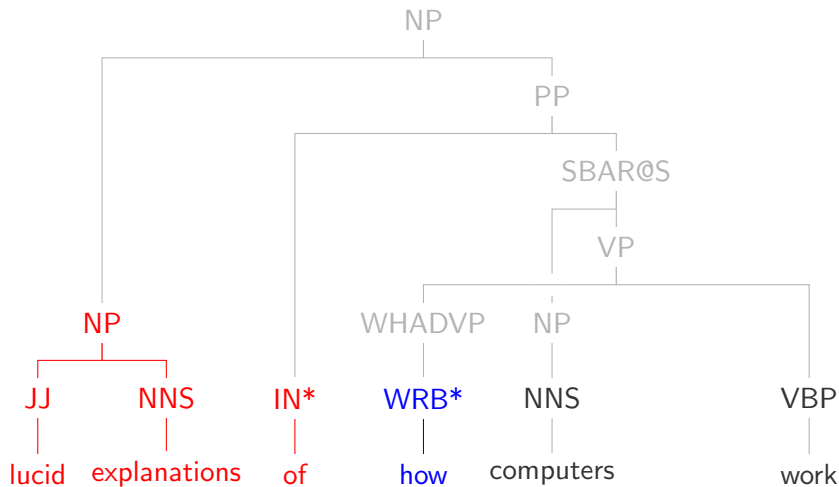 NP
PP
SBAR@S
VP
NP WHADVP NP
JJ NNS IN* WRB* NNS VBP
lucid explanations of how computers work